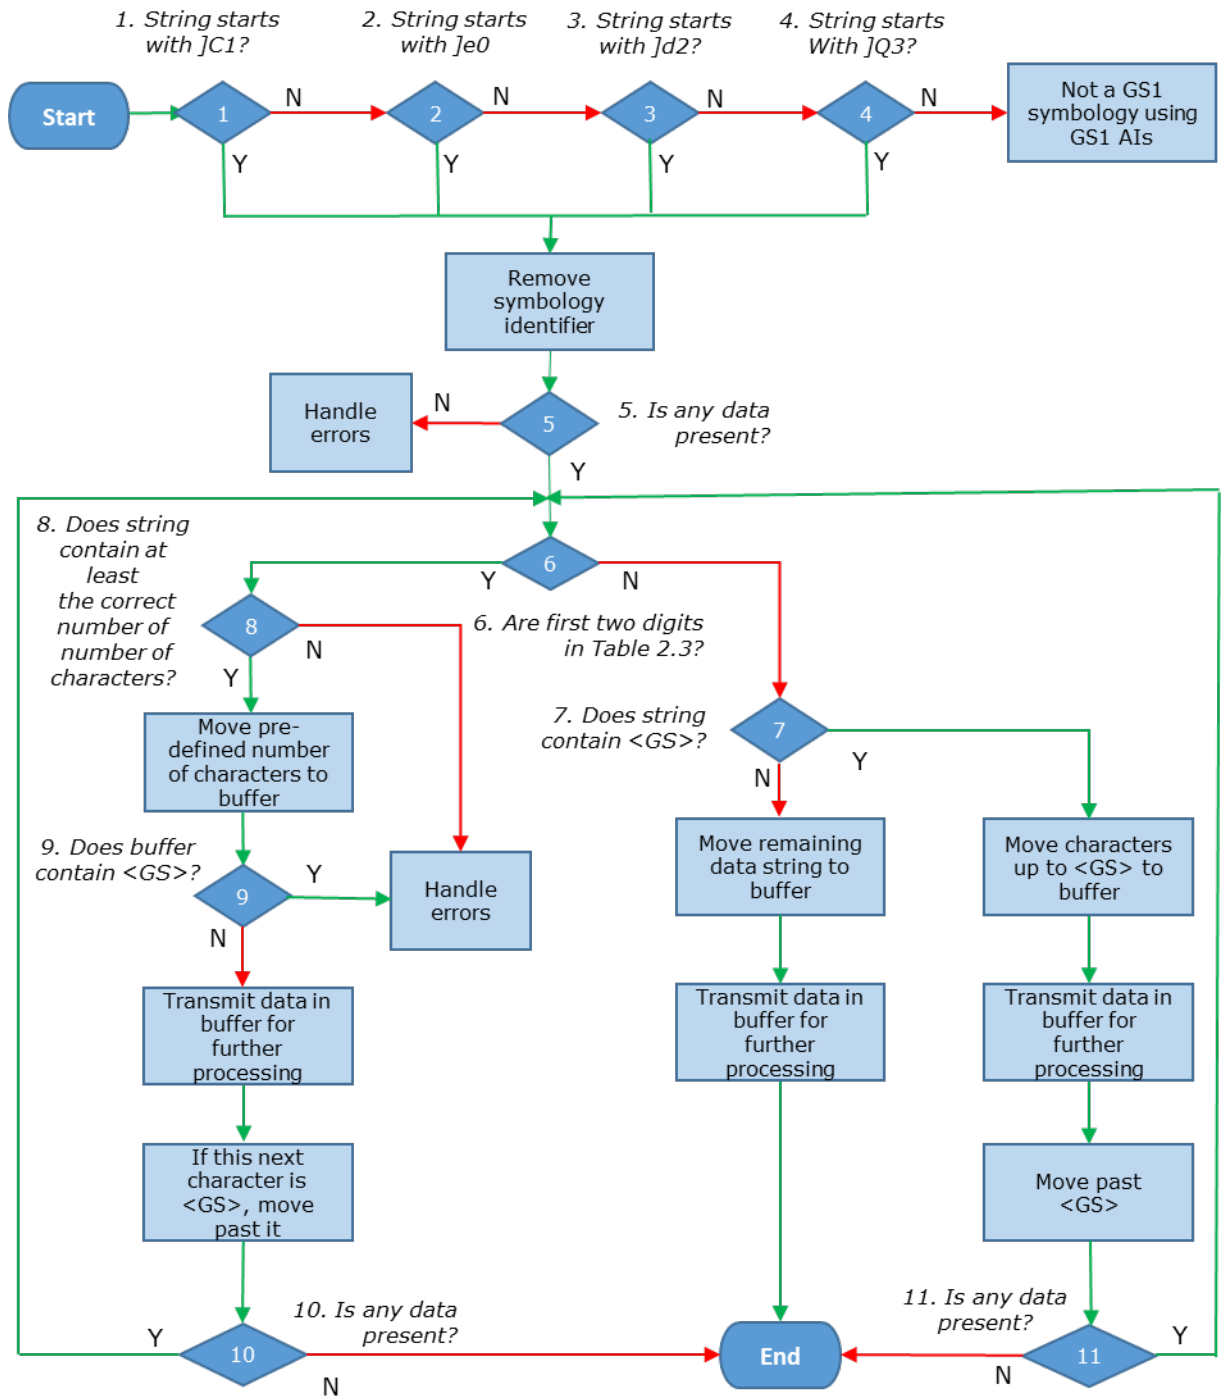 1. String starts
with ]C1?
2. String starts
with ]e0
3. String starts
with ]d2?
4. String starts
With ]Q3?
Start
1
N
2
N
3
N
4
N
Not a GS1
symbology using
GS1 AIs
Y
Y
Y
Y
Remove
symbology
identifier
Handle
errors
N
5
5. Is any data
present?
Y
8. Does string
contain at
least
the correct
number of
number of
characters?
6
Y
N
6. Are first two digits
in Table 2.3?
8
N
Y
7. Does string
contain <GS>?
7
Y
N
Move pre-
defined number
of characters to
buffer
Move remaining
data string to
buffer
Move characters
up to <GS> to
buffer
9. Does buffer
contain <GS>?
9
Y
Handle
errors
N
Transmit data in
buffer for
further
processing
Transmit data in
buffer for
further
processing
Transmit data in
buffer for
further
processing
If this next
character is
<GS>, move
past it
Move past
<GS>
10. Is any data
present?
11. Is any data
present?
Y
10
N
End
N
11
Y